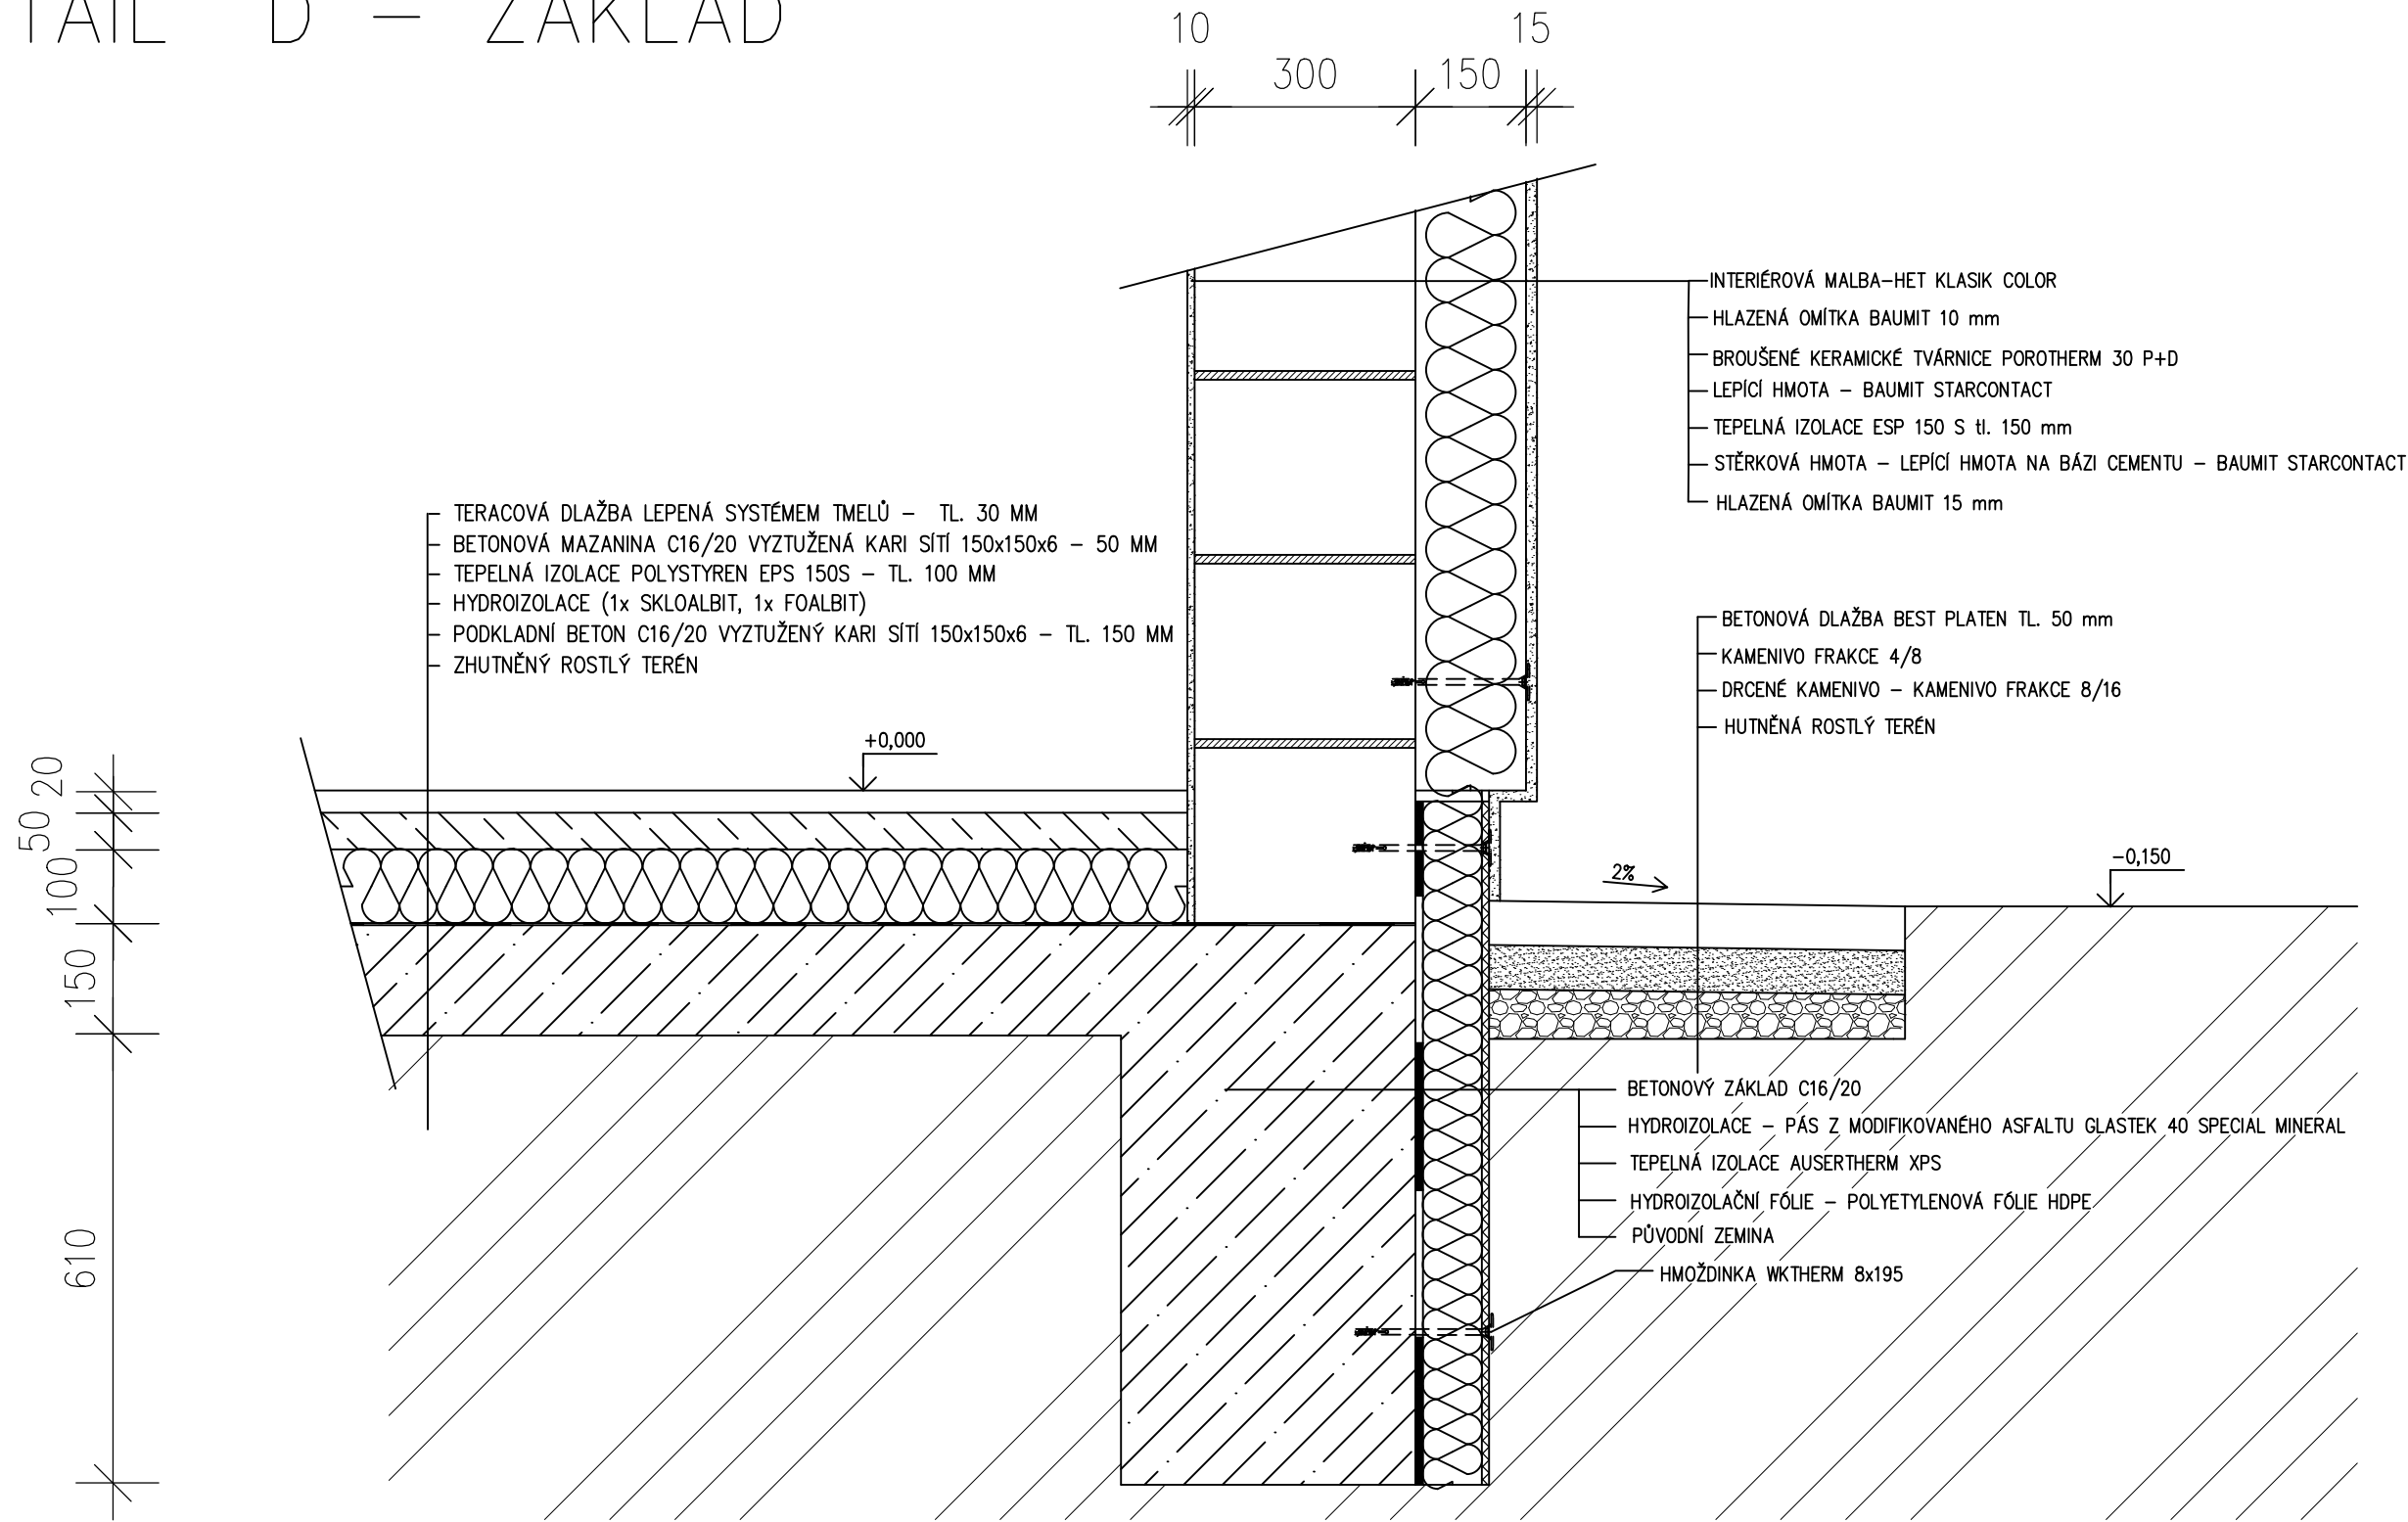 TAIL D – ZÁKLAD
10
15
300
150
INTERIÉROVÁ MALBA–HET KLASIK COLOR
HLAZENÁ OMÍTKA BAUMIT 10 mm
BROUŠENÉ KERAMICKÉ TVÁRNICE POROTHERM 30 P+D
LEPÍCÍ HMOTA – BAUMIT STARCONTACT
TEPELNÁ IZOLACE ESP 150 S tl. 150 mm
STĚRKOVÁ HMOTA – LEPÍCÍ HMOTA NA BÁZI CEMENTU – BAUMIT STARCONTACT
HLAZENÁ OMÍTKA BAUMIT 15 mm
TERACOVÁ DLAŽBA LEPENÁ SYSTÉMEM TMELŮ – TL. 30 MM
BETONOVÁ MAZANINA C16/20 VYZTUŽENÁ KARI SÍTÍ 150x150x6 – 50 MM
TEPELNÁ IZOLACE POLYSTYREN EPS 150S – TL. 100 MM
HYDROIZOLACE (1x SKLOALBIT, 1x FOALBIT)
PODKLADNÍ BETON C16/20 VYZTUŽENÝ KARI SÍTÍ 150x150x6 – TL. 150 MM
ZHUTNĚNÝ ROSTLÝ TERÉN
BETONOVÁ DLAŽBA BEST PLATEN TL. 50 mm
KAMENIVO FRAKCE 4/8
DRCENÉ KAMENIVO – KAMENIVO FRAKCE 8/16
HUTNĚNÁ ROSTLÝ TERÉN
+0,000
20
50
100
150
610
2%
–0,150
BETONOVÝ ZÁKLAD C16/20
HYDROIZOLACE – PÁS Z MODIFIKOVANÉHO ASFALTU GLASTEK 40 SPECIAL MINERAL
TEPELNÁ IZOLACE AUSERTHERM XPS
HYDROIZOLAČNÍ FÓLIE – POLYETYLENOVÁ FÓLIE HDPE
PŮVODNÍ ZEMINA
HMOŽDINKA WKTHERM 8x195